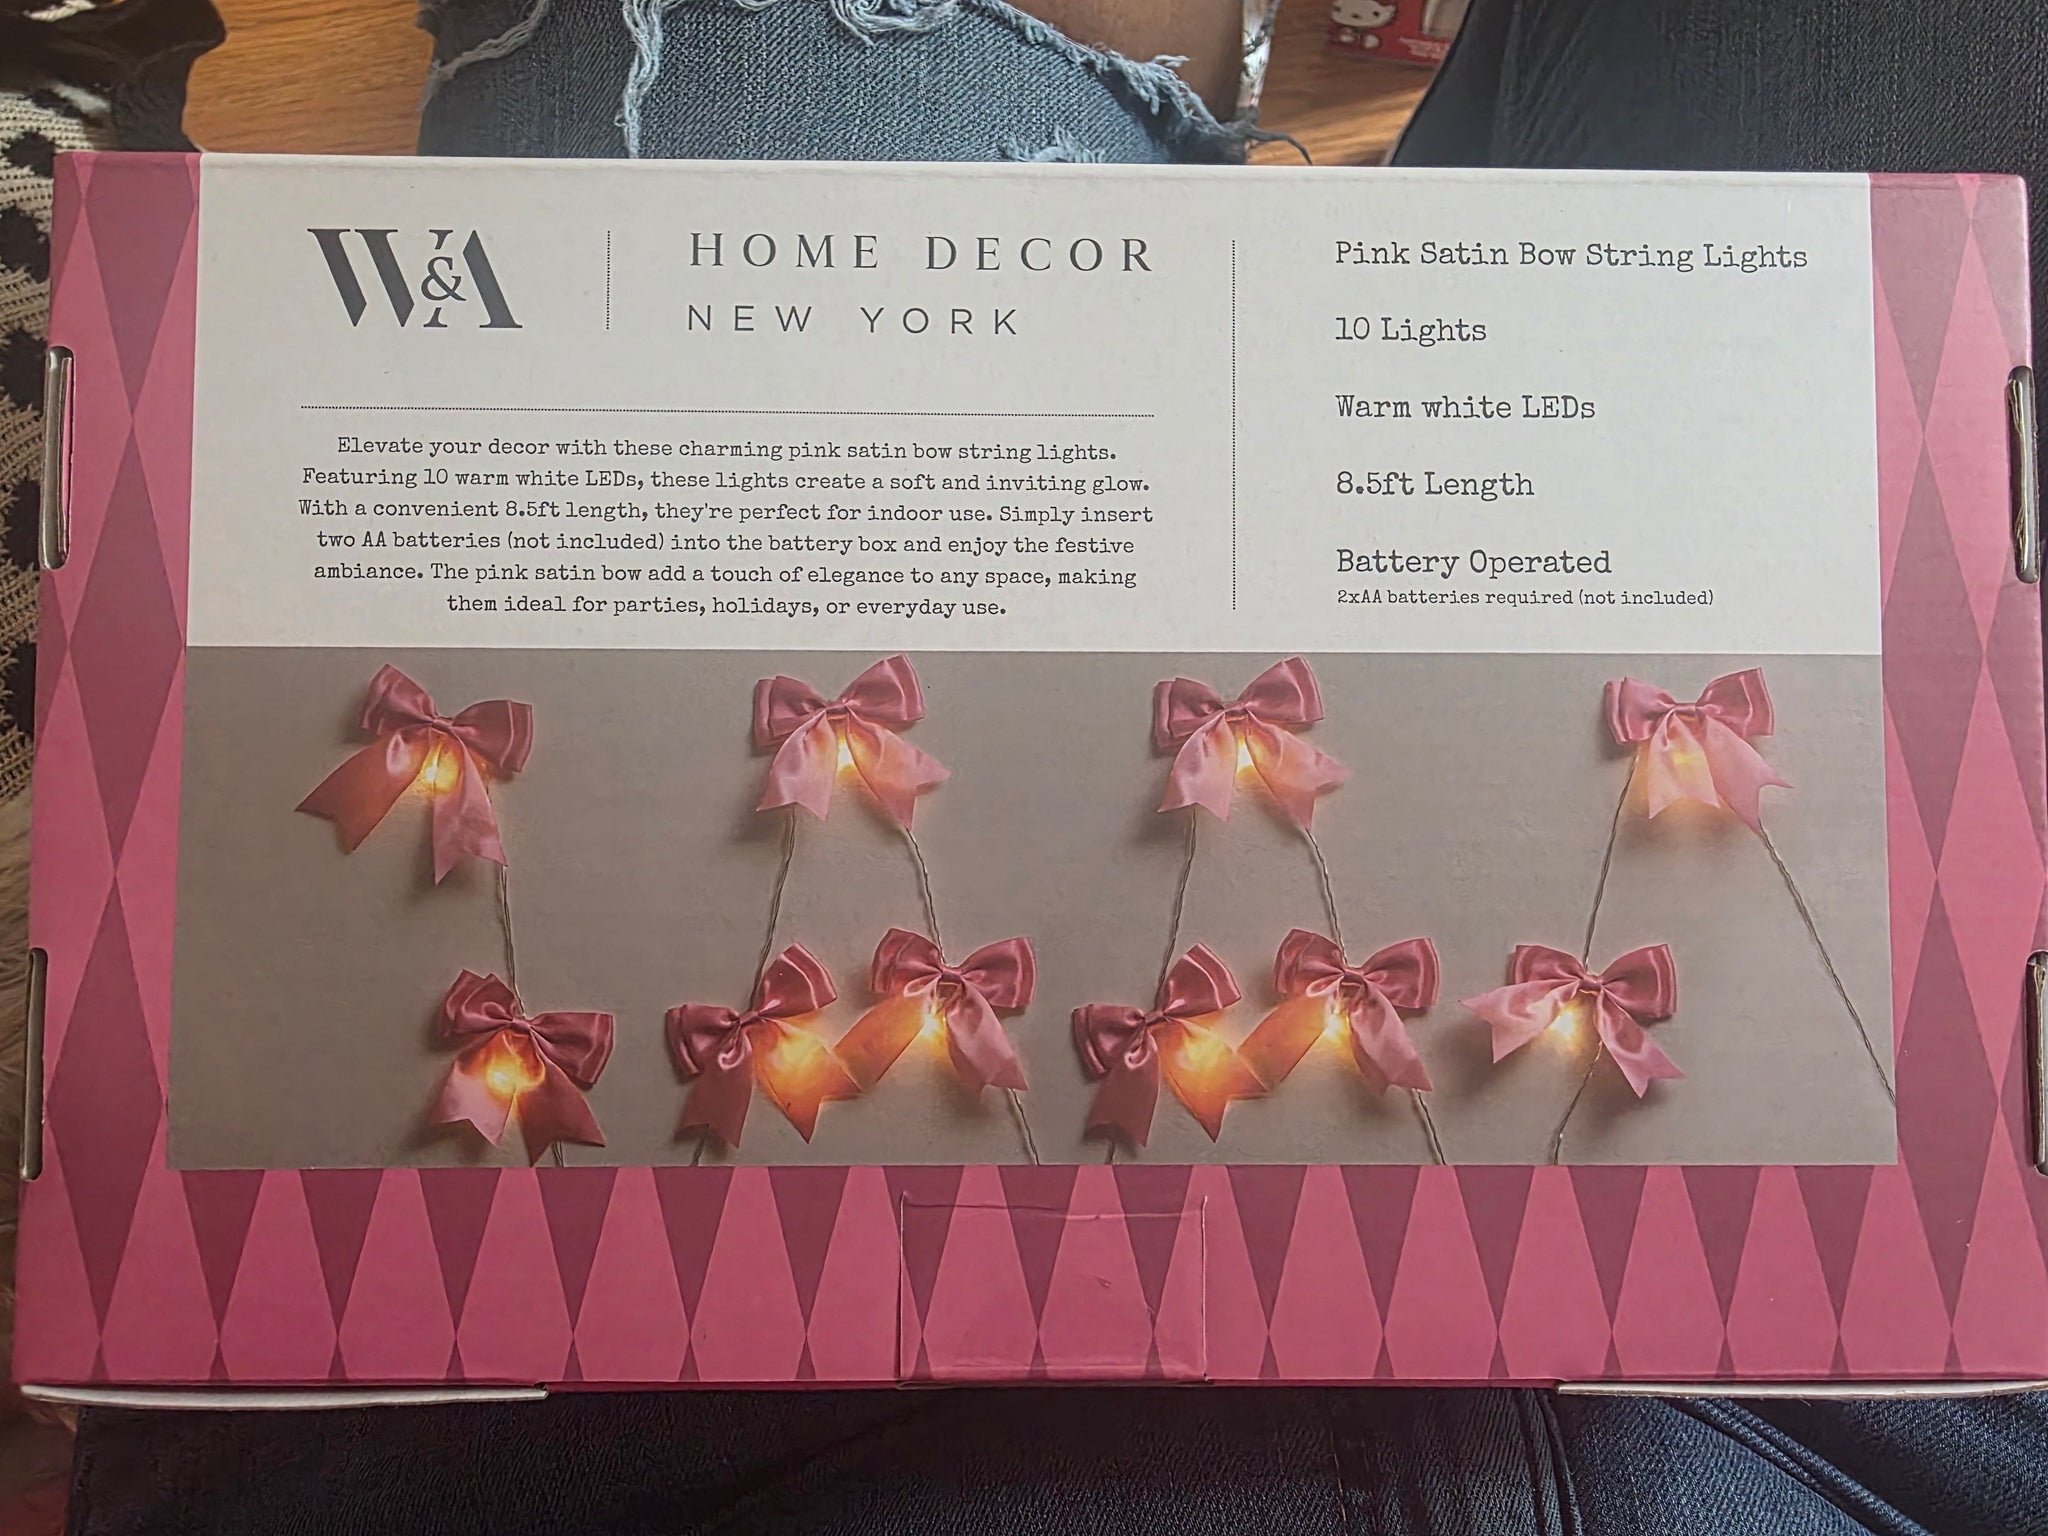 W&A
HOME DECOR
NEW YORK
Elevate your decor with these charming pink satin bow string lights.
Featuring 10 warm white LEDs, these lights create a soft and inviting glow.
With a convenient 8.5ft length, they're perfect for indoor use. Simply insert
two AA batteries (not included) into the battery box and enjoy the festive
ambiance. The pink satin bow add a touch of elegance to any space, making
them ideal for parties, holidays, or everyday use.
Pink Satin Bow String Lights
10 Lights
Warm white LEDs
8.5ft Length
Battery Operated
2xAA batteries required (not included)